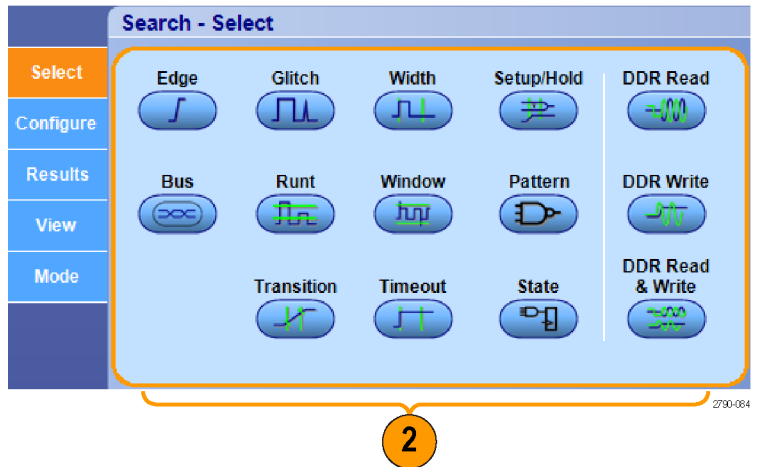 Search - Select
Select
Configure
Results
View
Mode
Edge
Glitch
Width
Setup/Hold
DDR Read
Bus
Runt
Window
Pattern
DDR Write
Transition
Timeout
State
DDR Read
& Write
2790-084
2